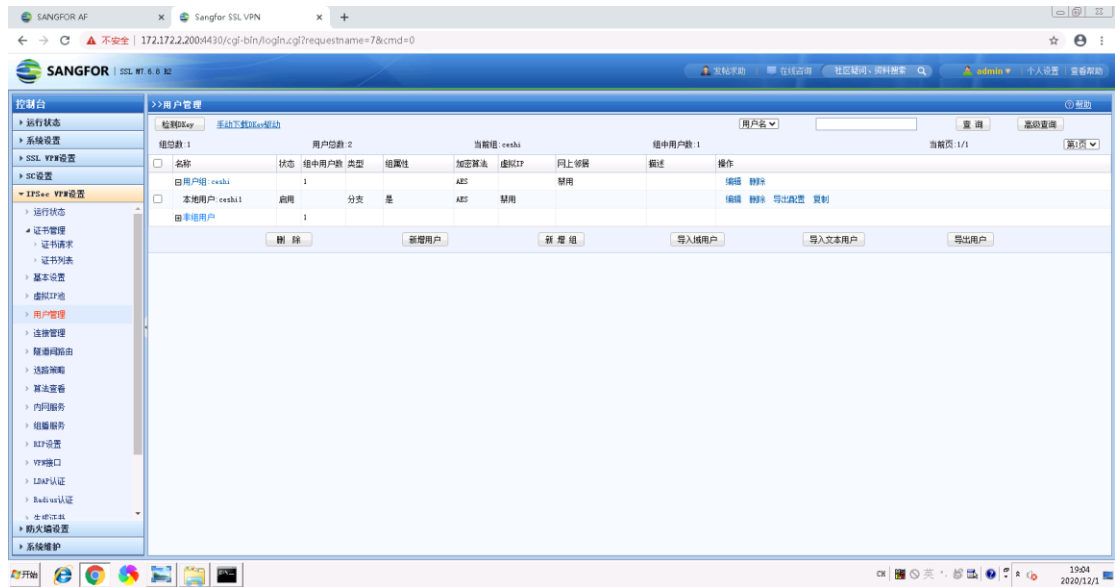 SANGFOR AF
Sangfor SSL VPN
不安全 | 172.172.2.200:4430/cgi-bin/login.cgi?requestname=7&cmd=0
SANGFOR | SSL M7.6.8 R2
发帖求助 在线咨询 社区疑问、资料搜索 admin 个人设置 查看帮助
控制台
>>用户管理
帮助
运行状态
系统设置
SSL VPN设置
SC设置
IPSec VPN设置
运行状态
证书管理
证书请求
证书列表
基本设置
虚拟IP池
用户管理
连接管理
隧道间路由
选路策略
算法查看
内网服务
组播服务
RIP设置
VPN接口
LDAP认证
Radius认证
生成证书
防火墙设置
系统维护
检测DKey 手动下载DKey驱动 用户名 查询 高级查询
组总数:1 用户总数:2 当前组:ceshi 组中用户数:1 当前页:1/1 第1页
名称 状态 组中用户数 类型 组属性 加密算法 虚拟IP 网上邻居 描述 操作
用户组:ceshi 1 AES 禁用 编辑 删除
本地用户:ceshi1 启用 分支 是 AES 禁用 编辑 删除 导出配置 复制
非组用户 1
删除 新增用户 新增组 导入域用户 导入文本用户 导出用户
开始
CH 英
19:04
2020/12/1